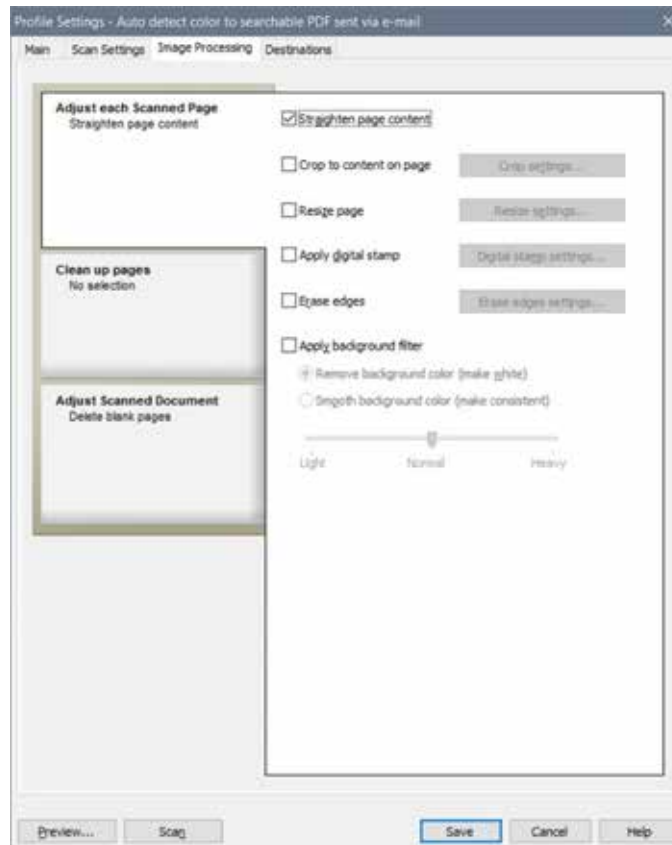 Profile Settings - Auto detect color to searchable PDF sent via e-mail
Main Scan Settings Image Processing Destinations
Adjust each Scanned Page
Straighten page content
Clean up pages
No selection
Adjust Scanned Document
Delete blank pages
Straighten page content
Crop to content on page Crop settings...
Resize page Resize settings...
Apply digital stamp Digital stamp settings...
Erase edges Erase edges settings...
Apply background filter
Remove background color (make white)
Smooth background color (make consistent)
Light Normal Heavy
Preview... Scan Save Cancel Help